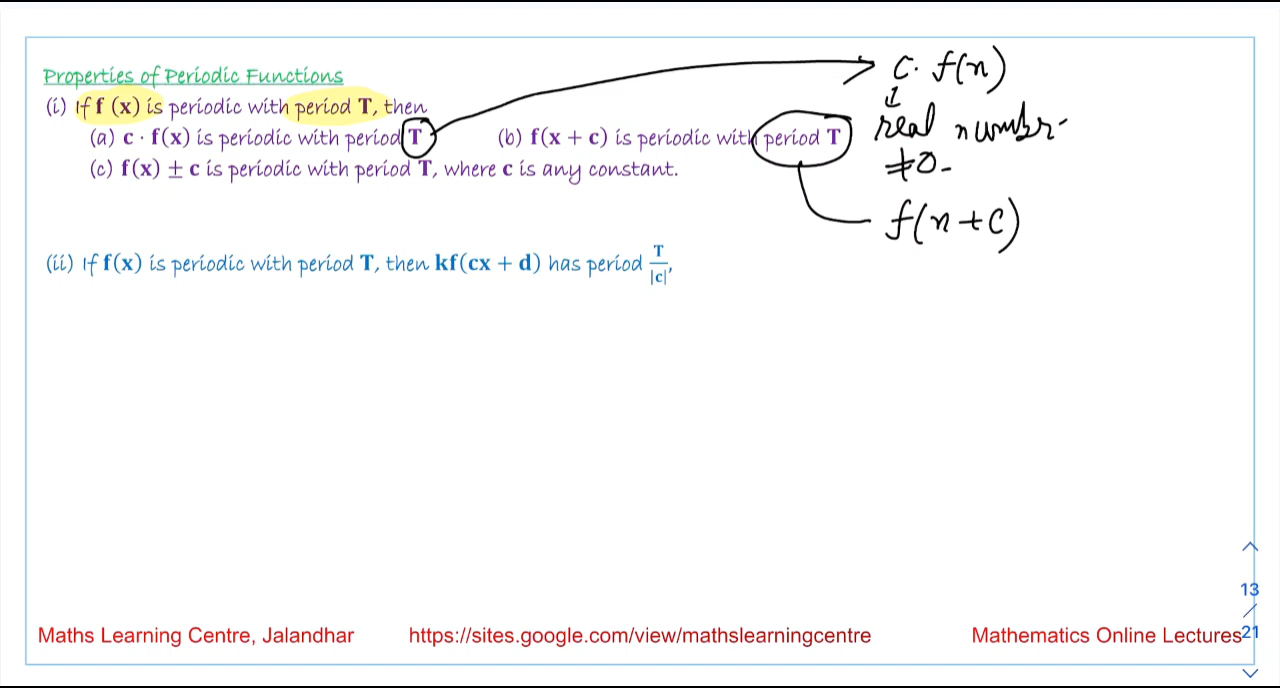 Properties of Periodic Functions
(i) If f (x) is periodic with period T, then
(a) c · f(x) is periodic with period T (b) f(x + c) is periodic with period T
(c) f(x) ± c is periodic with period T, where c is any constant.
c. f(n)
real number
≠0
f(n+c)
(ii) If f(x) is periodic with period T, then kf(cx + d) has period T/|c|,
13
/
21
Maths Learning Centre, Jalandhar https://sites.google.com/view/mathslearningcentre Mathematics Online Lectures